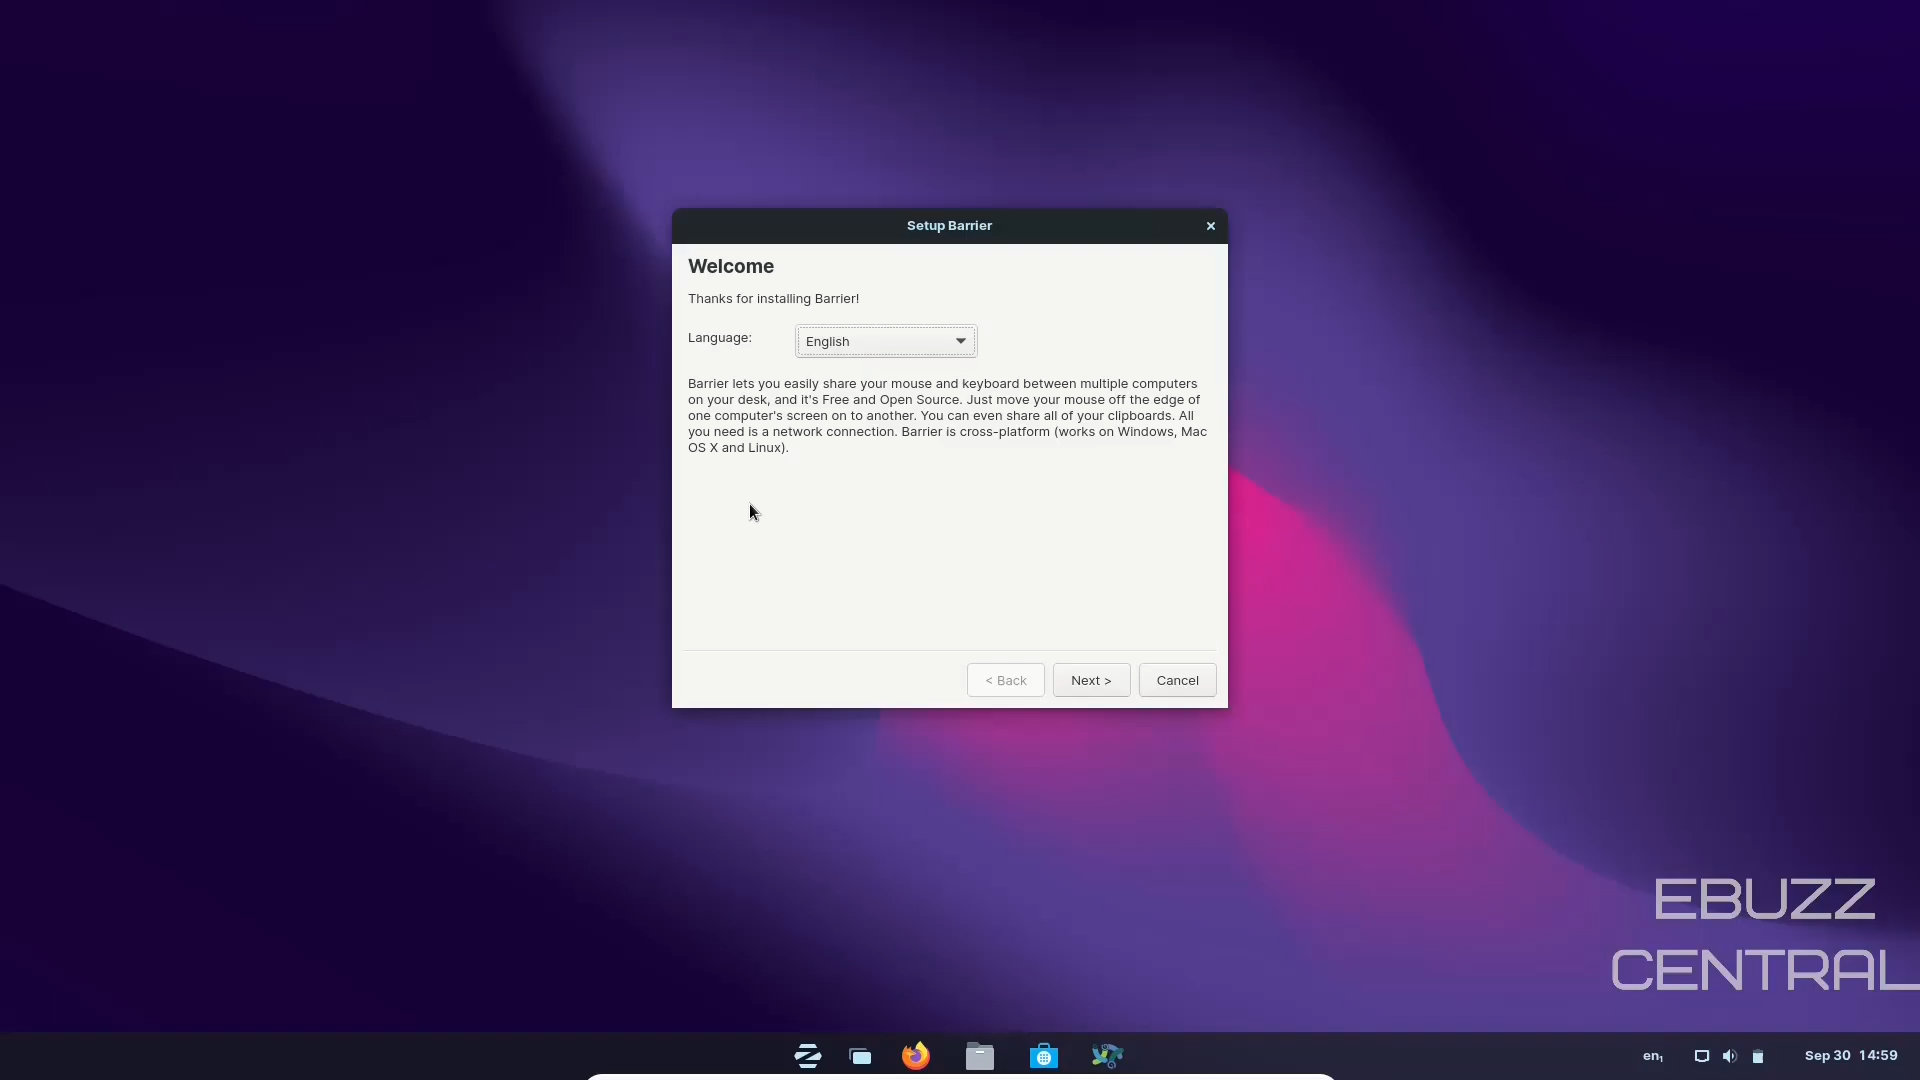 Setup Barrier
Welcome
Thanks for installing Barrier!
Language:
English
Barrier lets you easily share your mouse and keyboard between multiple computers
on your desk, and it's Free and Open Source. Just move your mouse off the edge of
one computer's screen on to another. You can even share all of your clipboards. All
you need is a network connection. Barrier is cross-platform (works on Windows, Mac
OS X and Linux).
< Back
Next >
Cancel
EBUZZ
CENTRAL
en₁
Sep 30 14:59